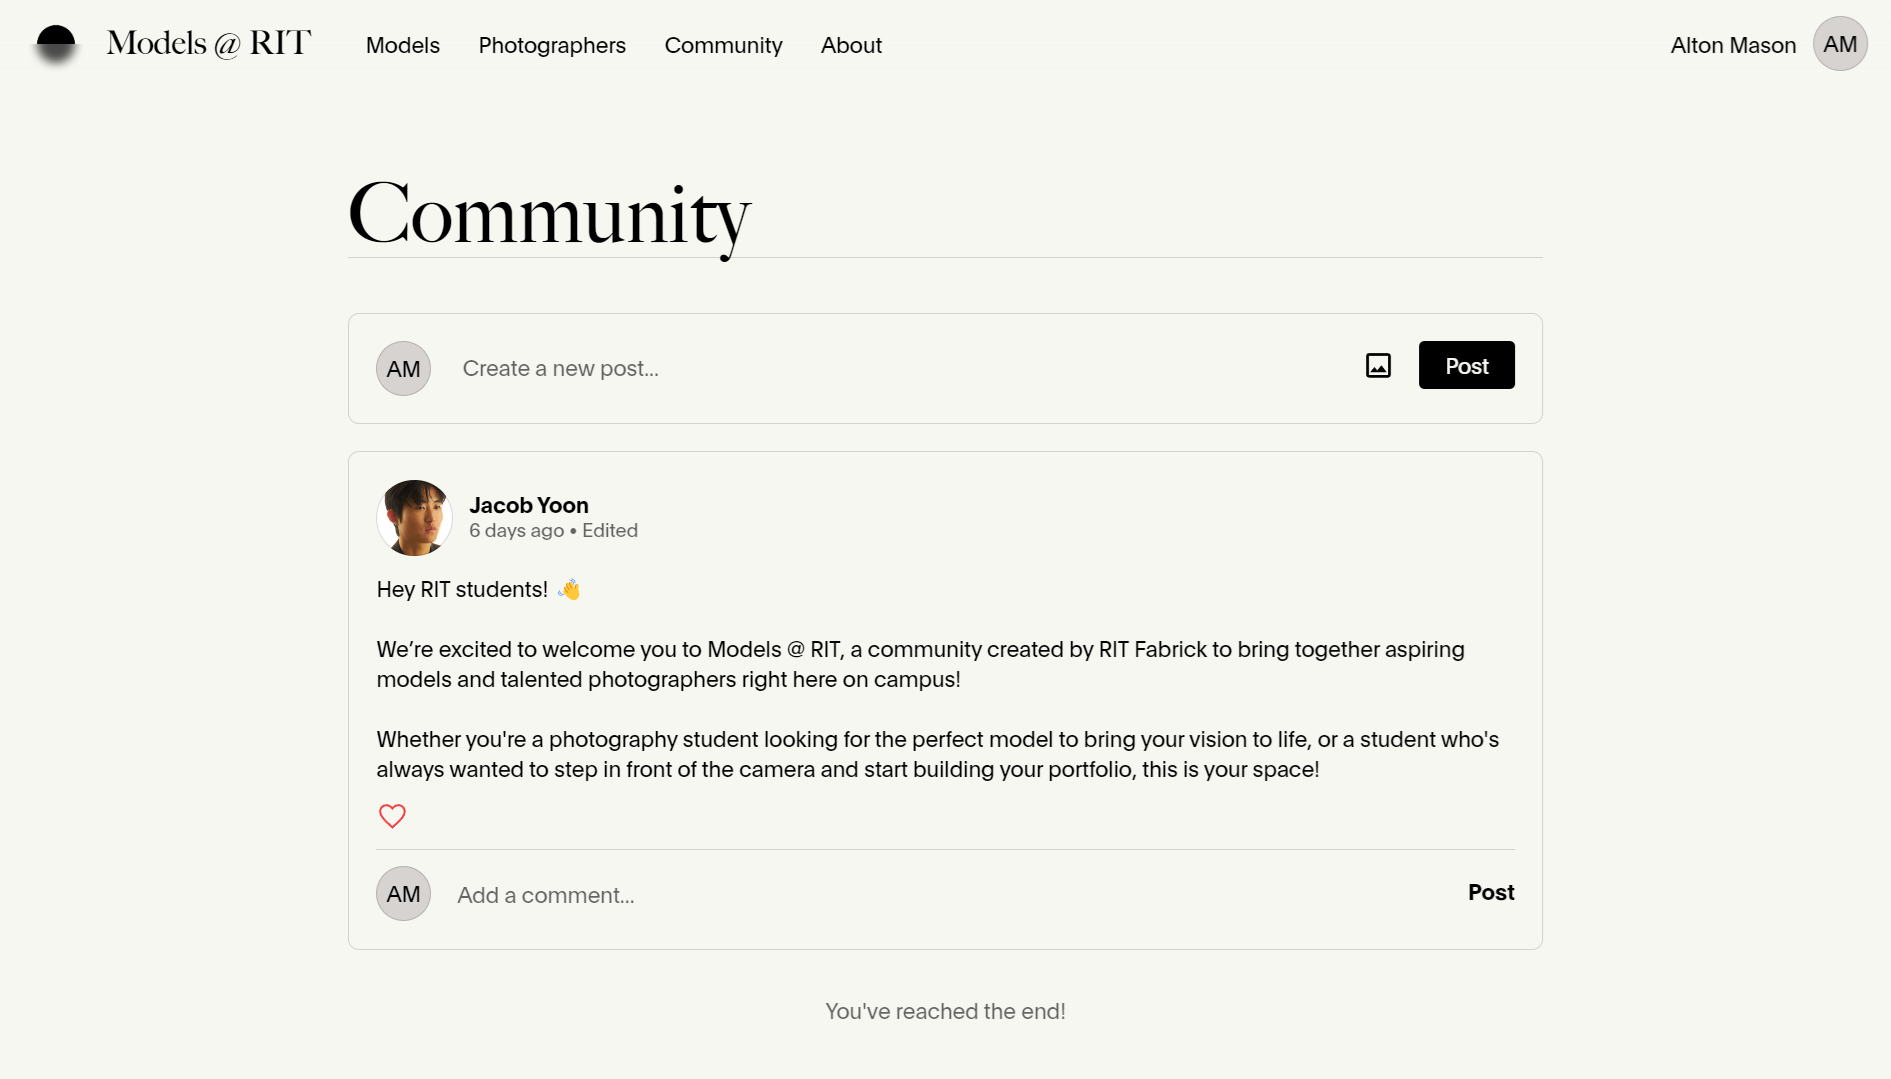 Models @ RIT
Models
Photographers
Community
About
Alton Mason
AM
Community
AM
Create a new post...
Post
Jacob Yoon
6 days ago • Edited
Hey RIT students! 👋
We’re excited to welcome you to Models @ RIT, a community created by RIT Fabrick to bring together aspiring
models and talented photographers right here on campus!
Whether you're a photography student looking for the perfect model to bring your vision to life, or a student who's
always wanted to step in front of the camera and start building your portfolio, this is your space!
AM
Add a comment...
Post
You've reached the end!